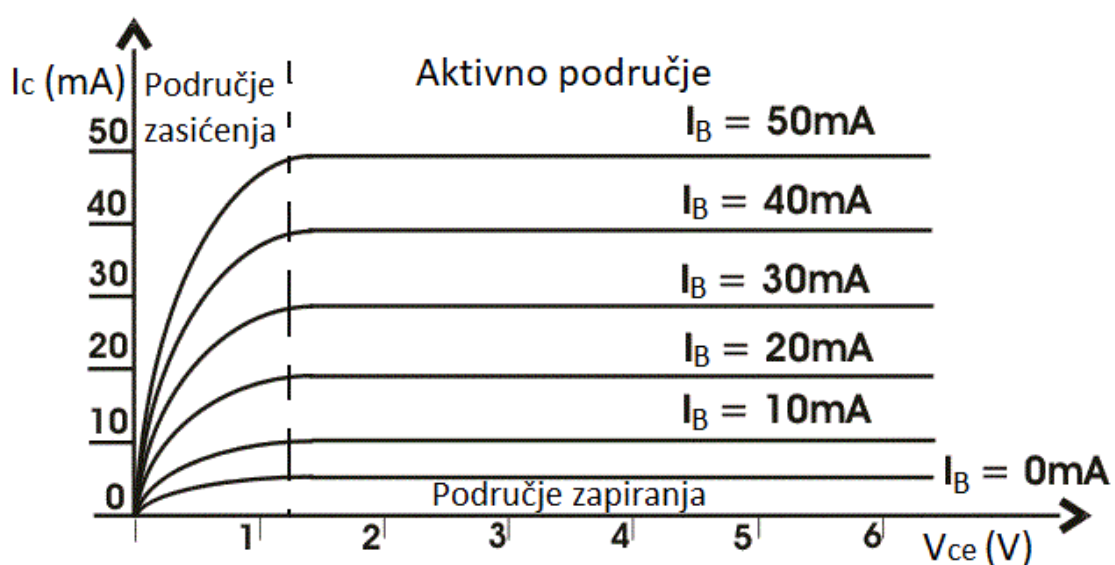 Ic (mA)
Područje
zasićenja
Aktivno područje
50
40
30
20
10
0
IB = 50mA
IB = 40mA
IB = 30mA
IB = 20mA
IB = 10mA
IB = 0mA
Područje zapiranja
1 2 3 4 5 6
Vce (V)